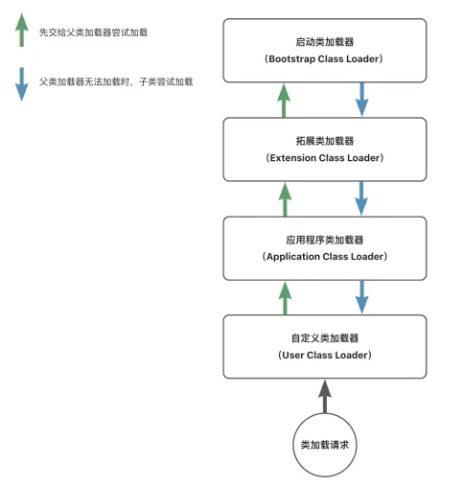 先交给父类加载器尝试加载
父类加载器无法加载时，子类尝试加载
启动类加载器
（Bootstrap Class Loader）
拓展类加载器
（Extension Class Loader）
应用程序类加载器
（Application Class Loader）
自定义类加载器
（User Class Loader）
类加载请求